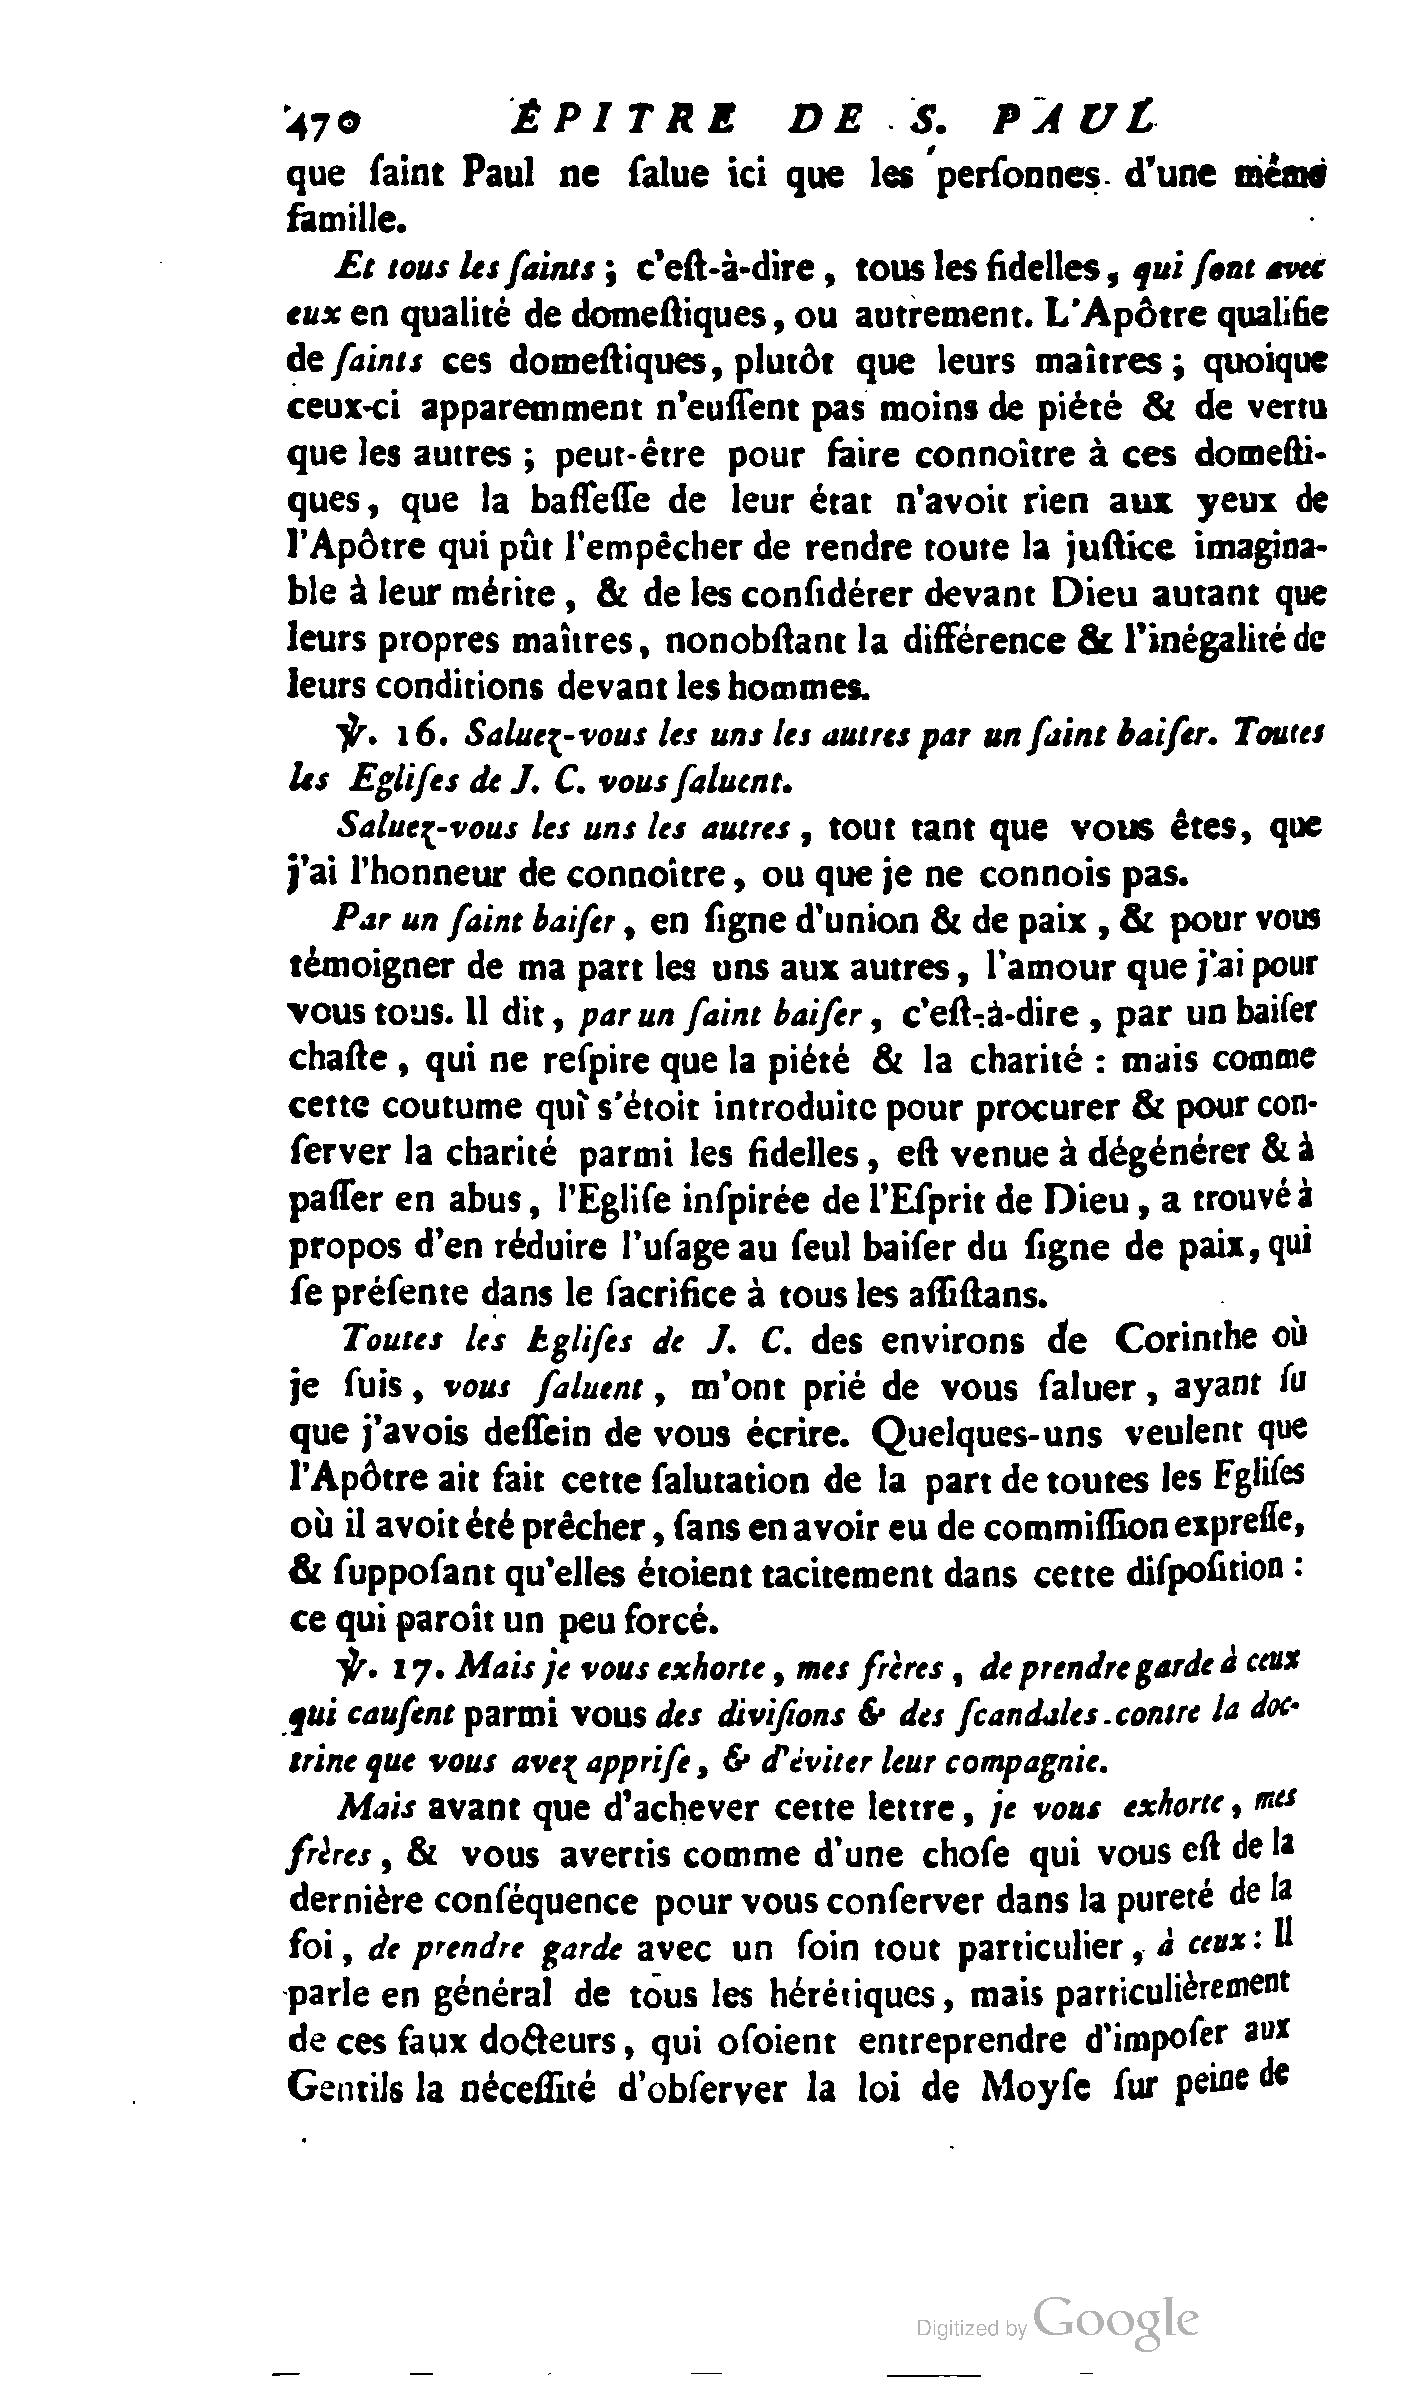 470 ÉPITRE DE S. PAUL
que ſaint Paul ne ſalue ici que les perſonnes d'une même
famille.
Et tous les ſaints ; c'eſt-à-dire , tous les fidelles, qui ſont avec
eux en qualité de domeſtiques, ou autrement. L'Apôtre qualifie
de ſaints ces domeſtiques, plutôt que leurs maîtres ; quoique
ceux-ci apparemment n'euſſent pas moins de piété & de vertu
que les autres ; peut-être pour faire connoître à ces domeſti-
ques, que la baſſeſſe de leur état n'avoit rien aux yeux de
l'Apôtre qui pût l'empêcher de rendre toute la juſtice imagina-
ble à leur mérite , & de les conſidérer devant Dieu autant que
leurs propres maîtres, nonobſtant la différence & l'inégalité de
leurs conditions devant les hommes.
℣. 16. Saluez-vous les uns les autres par un ſaint baiſer. Toutes
les Egliſes de J. C. vous ſaluent.
Saluez-vous les uns les autres , tout tant que vous êtes, que
j'ai l'honneur de connoître, ou que je ne connois pas.
Par un ſaint baiſer, en ſigne d'union & de paix , & pour vous
témoigner de ma part les uns aux autres, l'amour que j'ai pour
vous tous. Il dit , par un ſaint baiſer , c'eſt-à-dire , par un baiſer
chaſte , qui ne reſpire que la piété & la charité : mais comme
cette coutume qui s'étoit introduite pour procurer & pour con-
ſerver la charité parmi les fidelles, eſt venue à dégénérer & à
paſſer en abus, l'Egliſe inſpirée de l'Eſprit de Dieu, a trouvé à
propos d'en réduire l'uſage au ſeul baiſer du ſigne de paix, qui
ſe préſente dans le ſacrifice à tous les aſſiſtans.
Toutes les Egliſes de J. C. des environs de Corinthe où
je ſuis, vous ſaluent, m'ont prié de vous ſaluer, ayant ſu
que j'avois deſſein de vous écrire. Quelques-uns veulent que
l'Apôtre ait fait cette ſalutation de la part de toutes les Egliſes
où il avoit été prêcher, ſans en avoir eu de commiſſion expreſſe,
& ſuppoſant qu'elles étoient tacitement dans cette diſpoſition :
ce qui paroît un peu forcé.
℣. 17. Mais je vous exhorte, mes frères, de prendre garde à ceux
qui cauſent parmi vous des diviſions & des ſcandales contre la doc-
trine que vous avez appriſe, & d'éviter leur compagnie.
Mais avant que d'achever cette lettre, je vous exhorte, mes
frères, & vous avertis comme d'une choſe qui vous eſt de la
dernière conſéquence pour vous conſerver dans la pureté de la
foi, de prendre garde avec un ſoin tout particulier, à ceux : Il
parle en général de tous les hérétiques, mais particulièrement
de ces faux docteurs, qui oſoient entreprendre d'impoſer aux
Gentils la néceſſité d'obſerver la loi de Moyſe ſur peine de
Digitized by Google